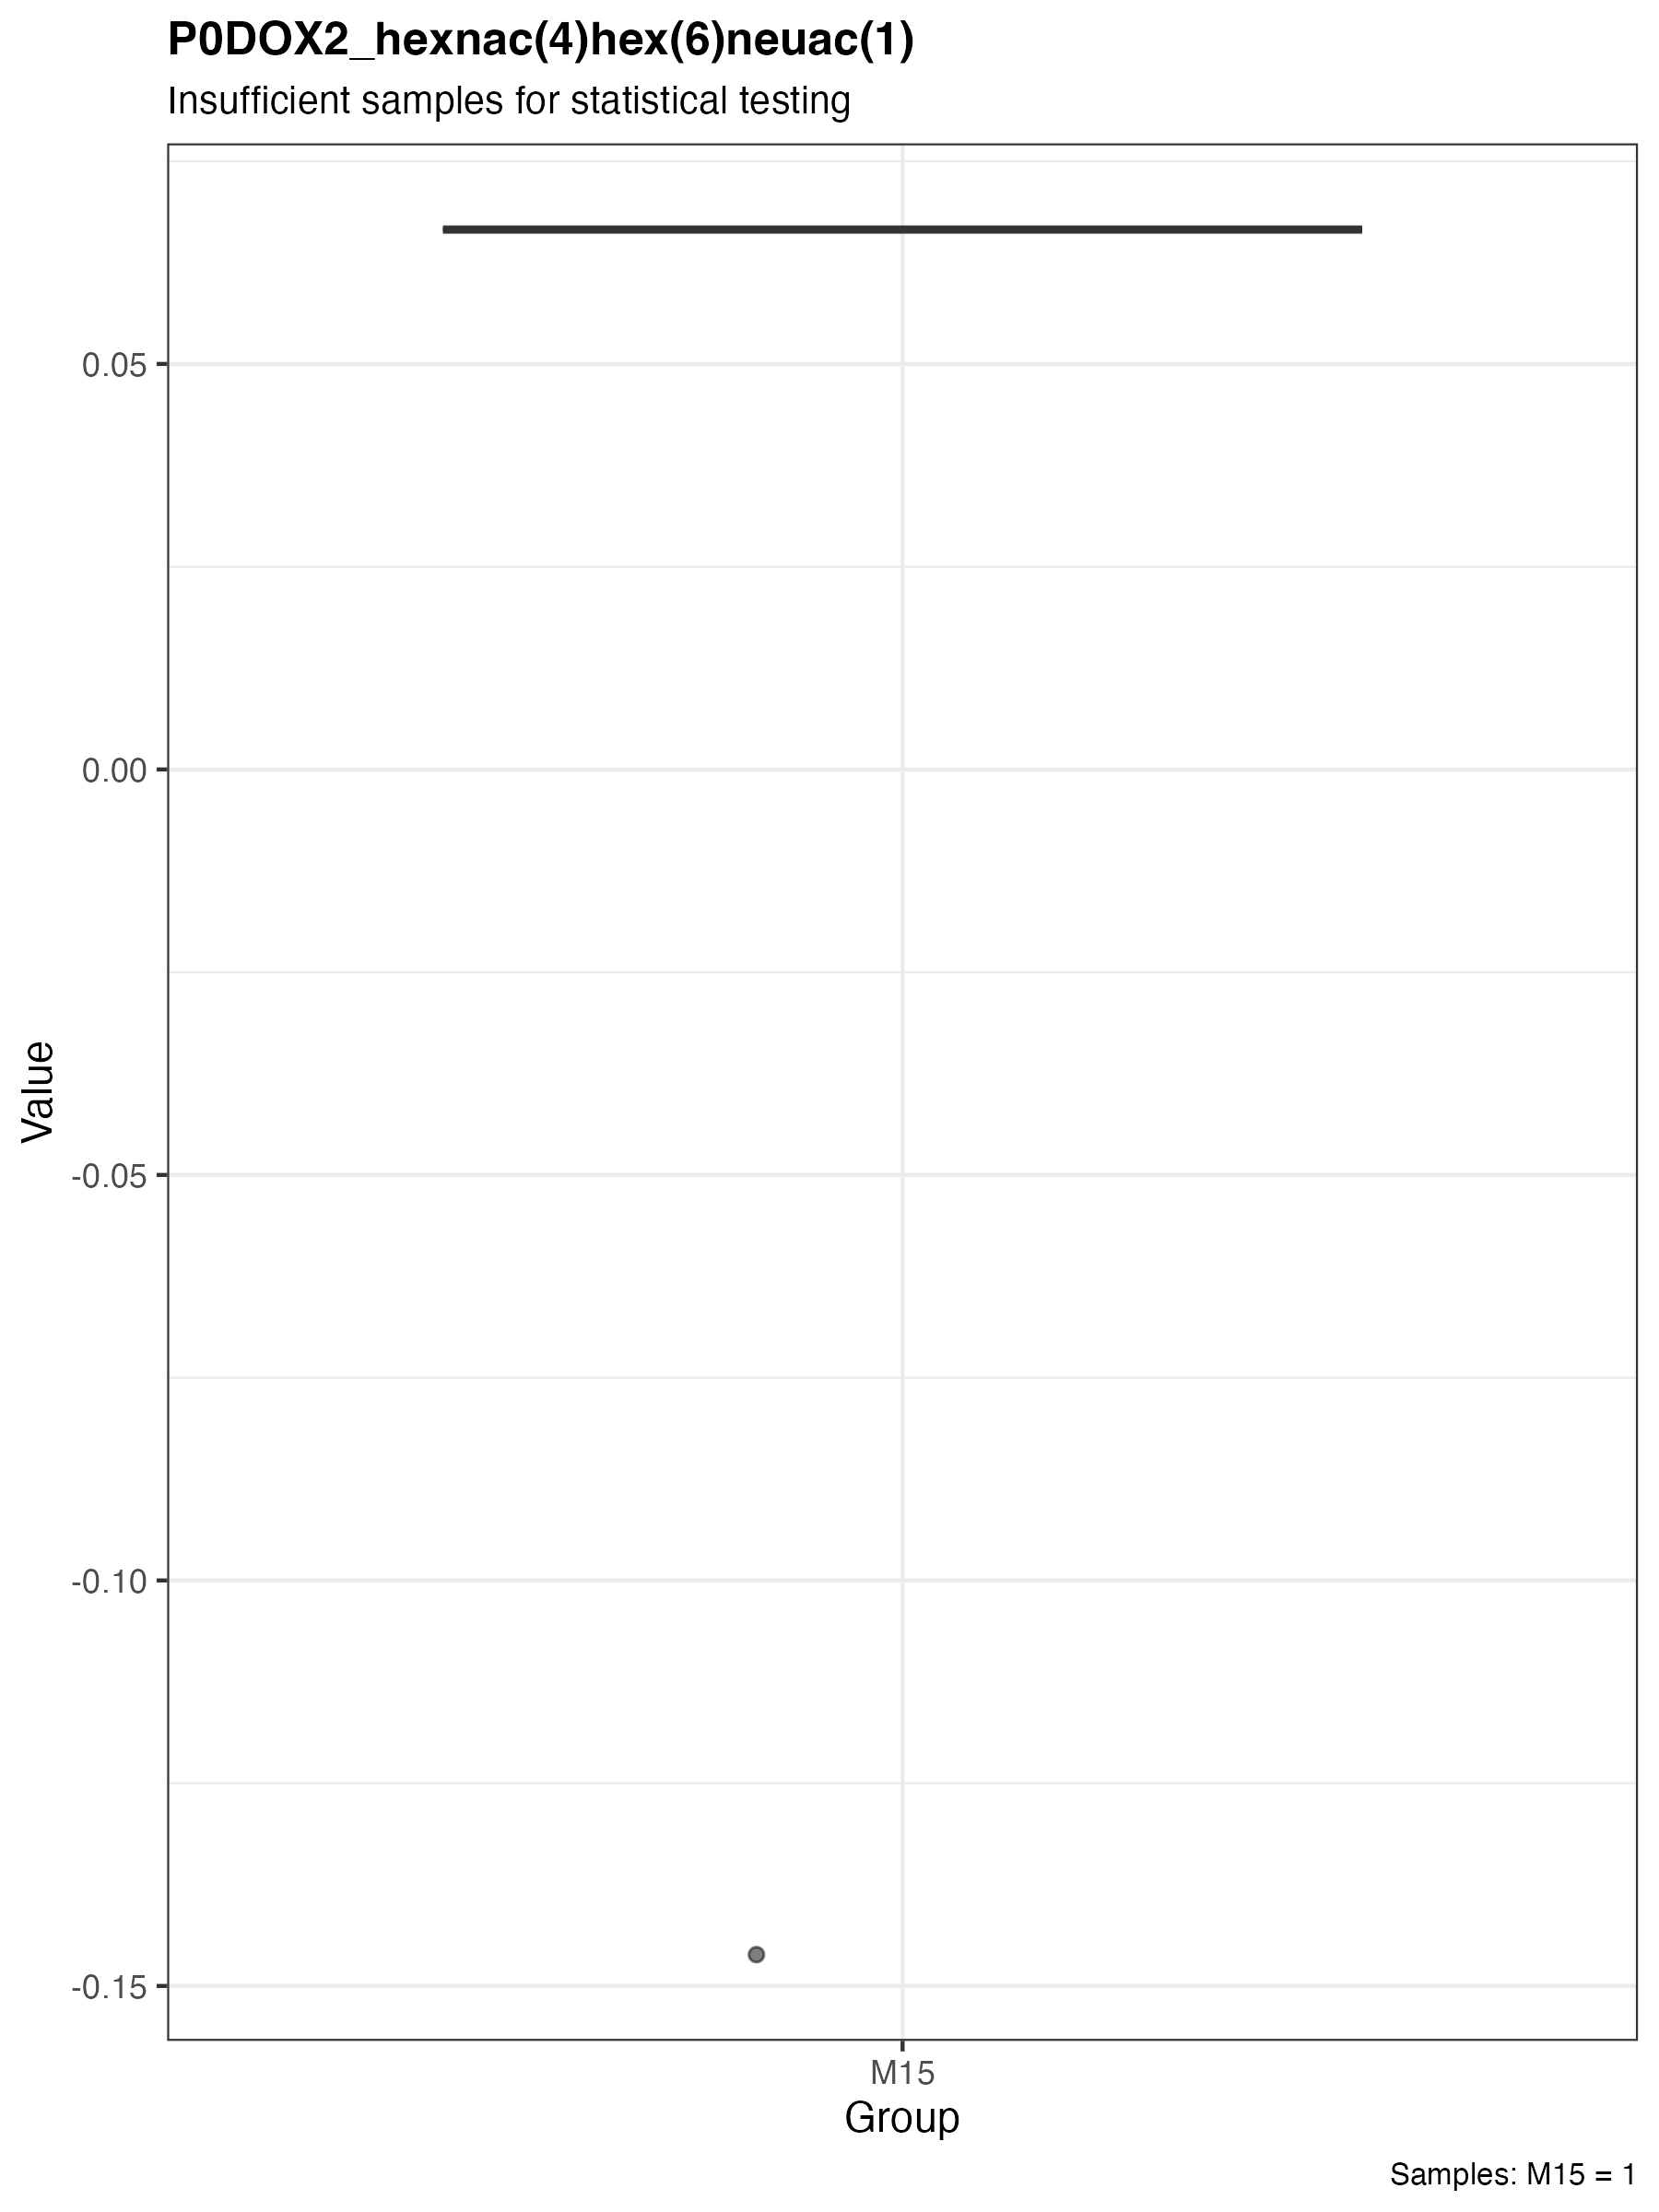 P0DOX2_hexnac(4)hex(6)neuac(1)
Insufficient samples for statistical testing
0.05
0.00
-0.05
-0.10
-0.15
Value
M15
Group
Samples: M15 = 1